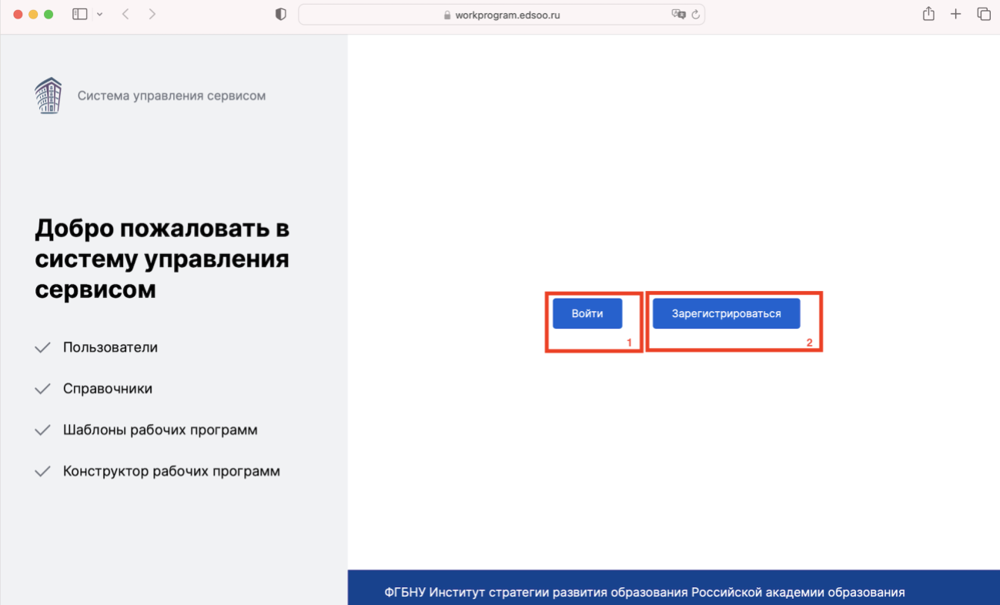 workprogram.edsoo.ru
Система управления сервисом
Добро пожаловать в
систему управления
сервисом
Пользователи
Справочники
Шаблоны рабочих программ
Конструктор рабочих программ
Войти
1
Зарегистрироваться
2
ФГБНУ Институт стратегии развития образования Российской академии образования